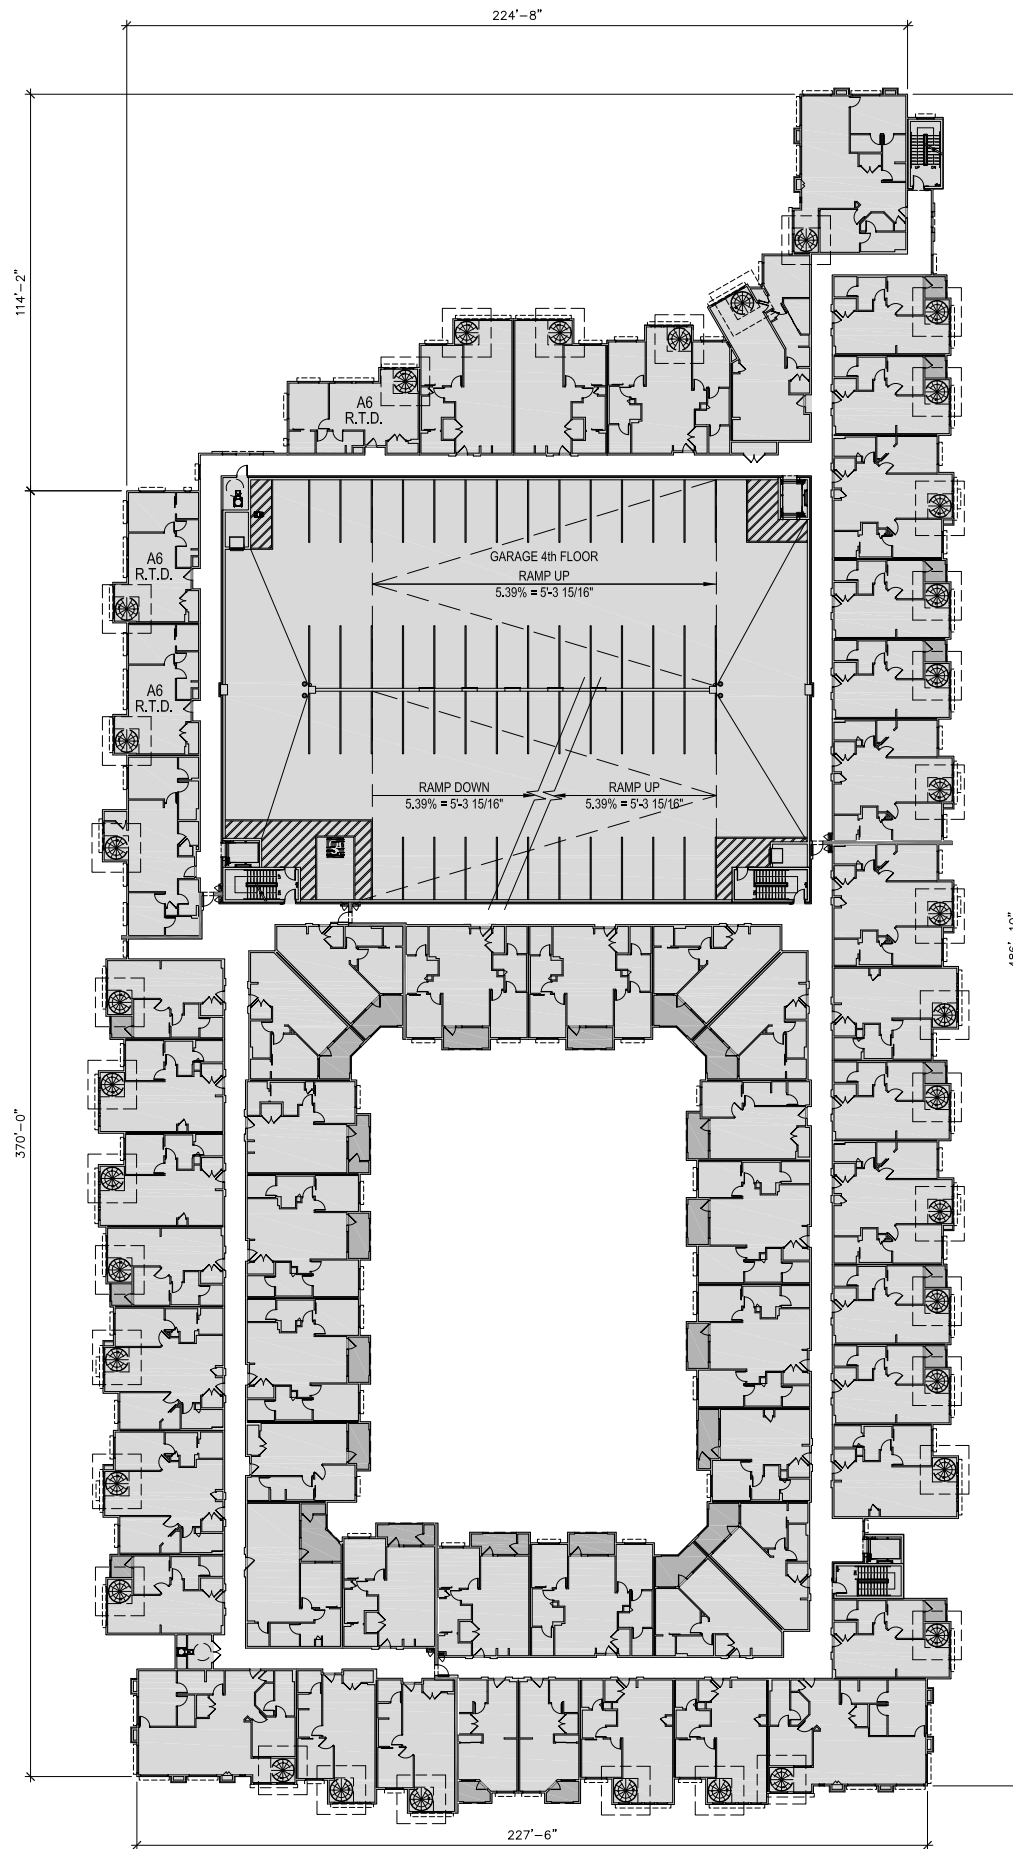 224'-8"
114'-2"
A6
R.T.D.
A6
R.T.D.
GARAGE 4th FLOOR
RAMP UP
5.39% = 5'-3 15/16"
A6
R.T.D.
RAMP DOWN
5.39% = 5'-3 15/16"
RAMP UP
5.39% = 5'-3 15/16"
486'-10"
370'-0"
227'-6"